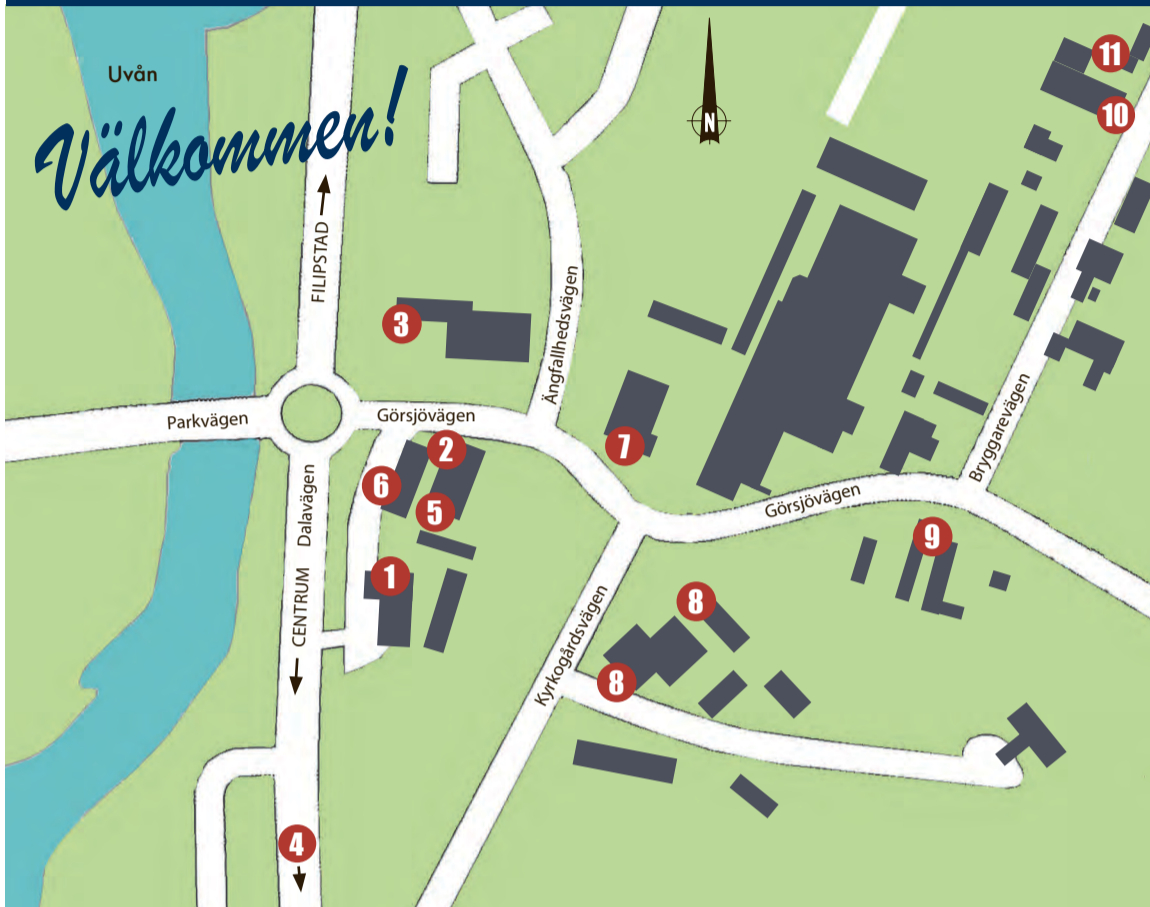 Uvån
Välkommen!
N
11
10
FILIPSTAD
3
Ängfallhedsvägen
Parkvägen
Görsjövägen
2
7
6
5
Bryggarevägen
Görsjövägen
Dalavägen
CENTRUM
9
1
8
8
Kyrkogårdsvägen
4